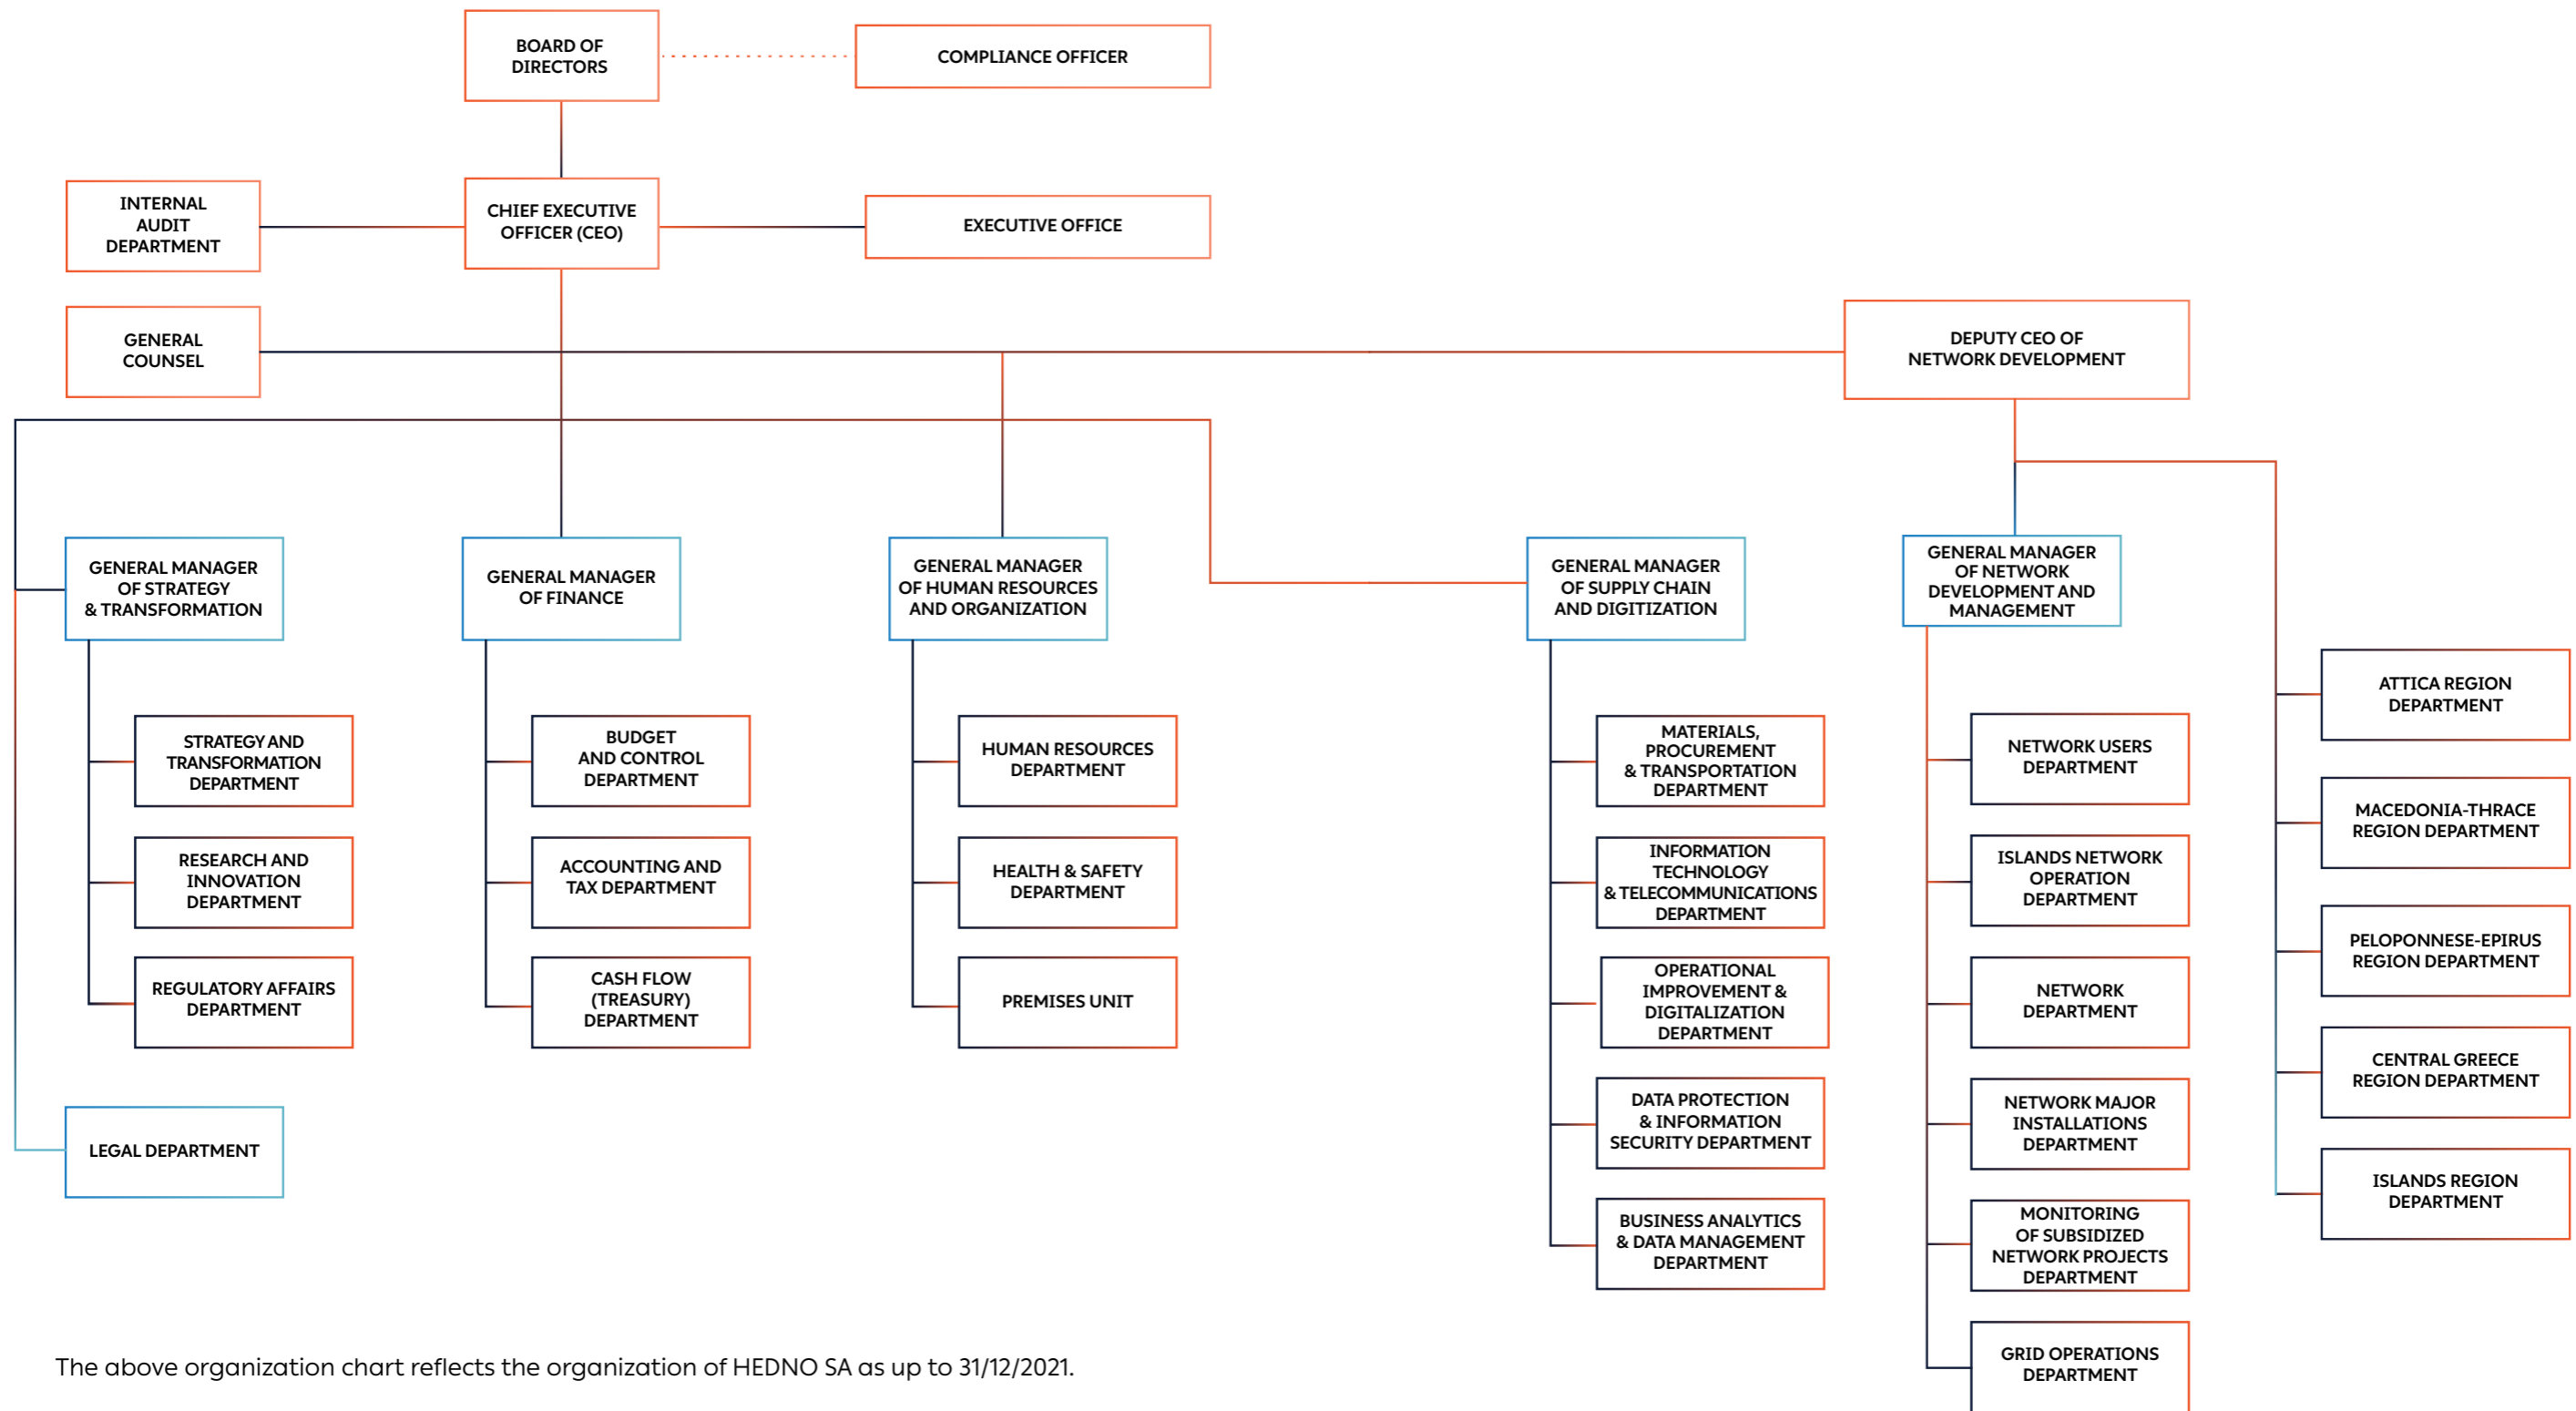 BOARD OF
DIRECTORS
COMPLIANCE OFFICER
INTERNAL
AUDIT
DEPARTMENT
CHIEF EXECUTIVE
OFFICER (CEO)
EXECUTIVE OFFICE
GENERAL
COUNSEL
DEPUTY CEO OF
NETWORK DEVELOPMENT
GENERAL MANAGER
OF STRATEGY
& TRANSFORMATION
STRATEGY AND
TRANSFORMATION
DEPARTMENT
RESEARCH AND
INNOVATION
DEPARTMENT
REGULATORY AFFAIRS
DEPARTMENT
LEGAL DEPARTMENT
GENERAL MANAGER
OF FINANCE
BUDGET
AND CONTROL
DEPARTMENT
ACCOUNTING AND
TAX DEPARTMENT
CASH FLOW
(TREASURY)
DEPARTMENT
GENERAL MANAGER
OF HUMAN RESOURCES
AND ORGANIZATION
HUMAN RESOURCES
DEPARTMENT
HEALTH & SAFETY
DEPARTMENT
PREMISES UNIT
GENERAL MANAGER
OF SUPPLY CHAIN
AND DIGITIZATION
MATERIALS,
PROCUREMENT
& TRANSPORTATION
DEPARTMENT
INFORMATION
TECHNOLOGY
& TELECOMMUNICATIONS
DEPARTMENT
OPERATIONAL
IMPROVEMENT &
DIGITALIZATION
DEPARTMENT
DATA PROTECTION
& INFORMATION
SECURITY DEPARTMENT
BUSINESS ANALYTICS
& DATA MANAGEMENT
DEPARTMENT
GENERAL MANAGER
OF NETWORK
DEVELOPMENT AND
MANAGEMENT
NETWORK USERS
DEPARTMENT
ISLANDS NETWORK
OPERATION
DEPARTMENT
NETWORK
DEPARTMENT
NETWORK MAJOR
INSTALLATIONS
DEPARTMENT
MONITORING
OF SUBSIDIZED
NETWORK PROJECTS
DEPARTMENT
GRID OPERATIONS
DEPARTMENT
ATTICA REGION
DEPARTMENT
MACEDONIA-THRACE
REGION DEPARTMENT
PELOPONNESE-EPIRUS
REGION DEPARTMENT
CENTRAL GREECE
REGION DEPARTMENT
ISLANDS REGION
DEPARTMENT
The above organization chart reflects the organization of HEDNO SA as up to 31/12/2021.